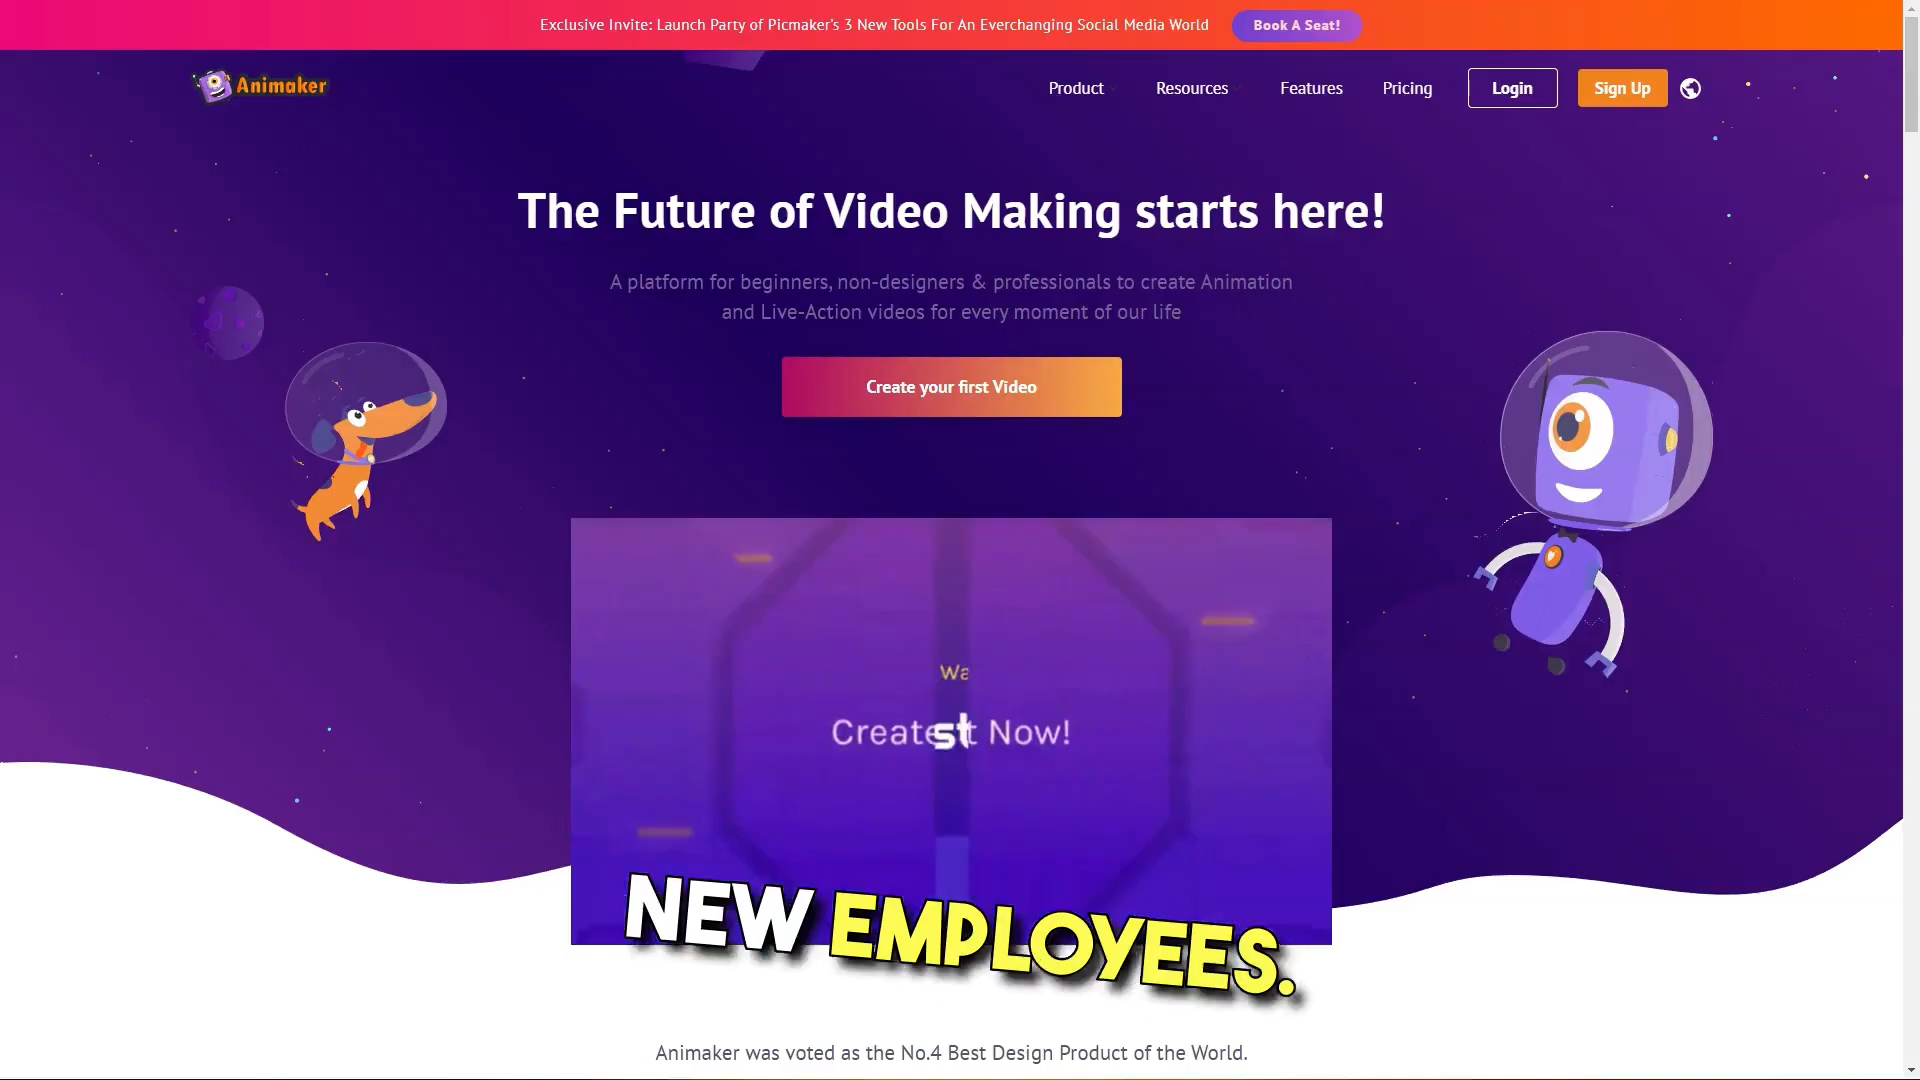 Exclusive Invite: Launch Party of Picmaker's 3 New Tools For An Everchanging Social Media World
Book A Seat!
Animaker
Product
Resources
Features
Pricing
Login
Sign Up
The Future of Video Making starts here!
A platform for beginners, non-designers & professionals to create Animation
and Live-Action videos for every moment of our life
Create your first Video
Wa
Create st t Now!
NEW EMPLOYEES.
Animaker was voted as the No.4 Best Design Product of the World.